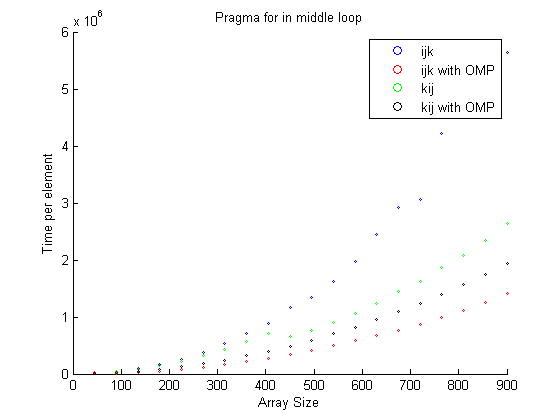 Pragma for in middle loop
x 10^6
6
5
4
3
2
1
0
Time per element
ijk
ijk with OMP
kij
kij with OMP
0 100 200 300 400 500 600 700 800 900
Array Size